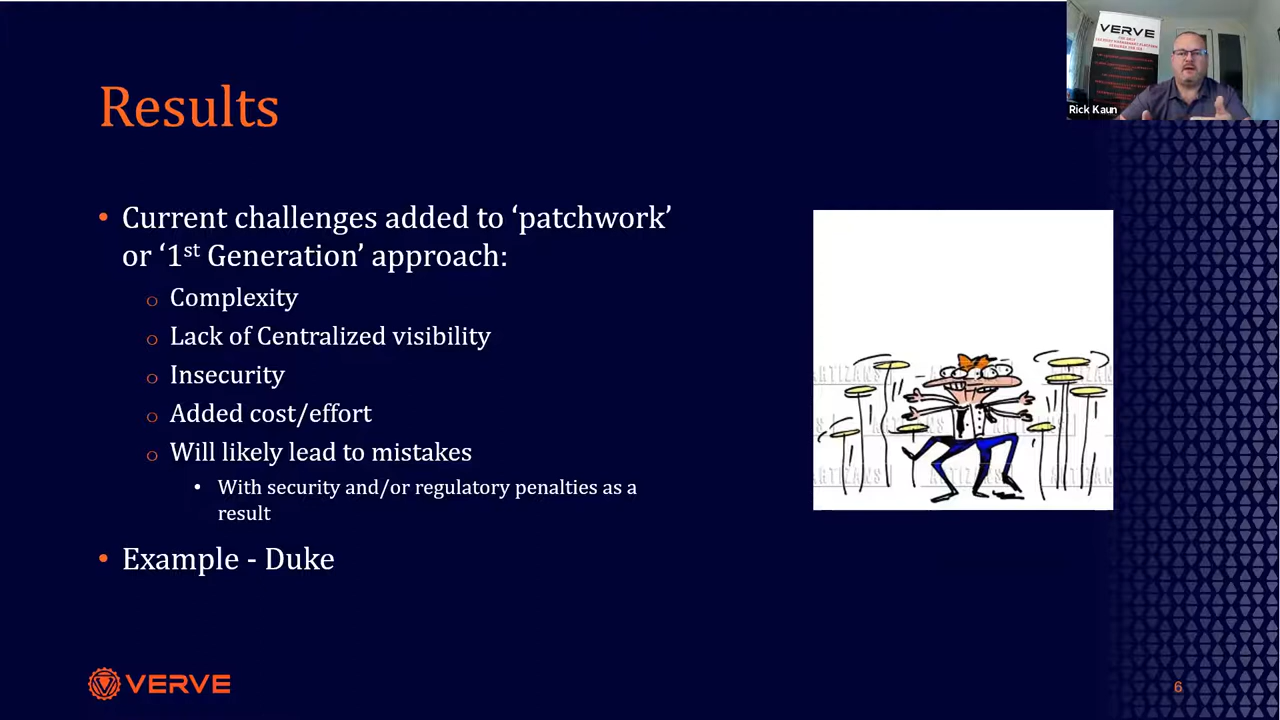 VERVE
Rick Kaun
Results
• Current challenges added to ‘patchwork’
or ‘1st Generation’ approach:
o Complexity
o Lack of Centralized visibility
o Insecurity
o Added cost/effort
o Will likely lead to mistakes
• With security and/or regulatory penalties as a
result
• Example - Duke
ARTIZANS
VERVE
6